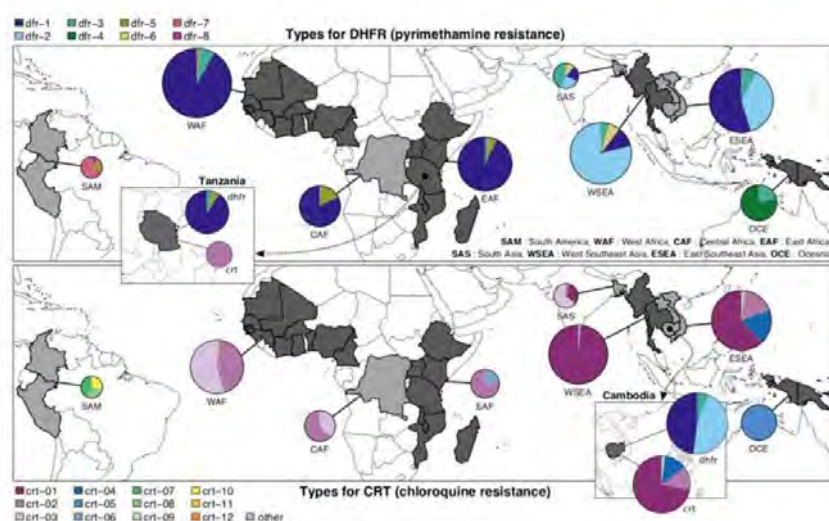 dfr-1 dfr-3 dfr-5 dfr-7
dfr-2 dfr-4 dfr-6 dfr-8
Types for DHFR (pyrimethamine resistance)
WAF
SAS
ESEA
WSEA
SAM
Tanzania
dhfr
crt
CAF
EAF
OCE
SAM : South America, WAF : West Africa, CAF : Central Africa, EAF : East Africa
SAS : South Asia, WSEA : West Southeast Asia, ESEA : East Southeast Asia, OCE : Oceania
SAS
ESEA
WSEA
SAM
WAF
EAF
CAF
Cambodia
dhfr
crt
OCE
crt-01 crt-04 crt-07 crt-10
crt-02 crt-05 crt-08 crt-11
crt-03 crt-06 crt-09 crt-12 other
Types for CRT (chloroquine resistance)